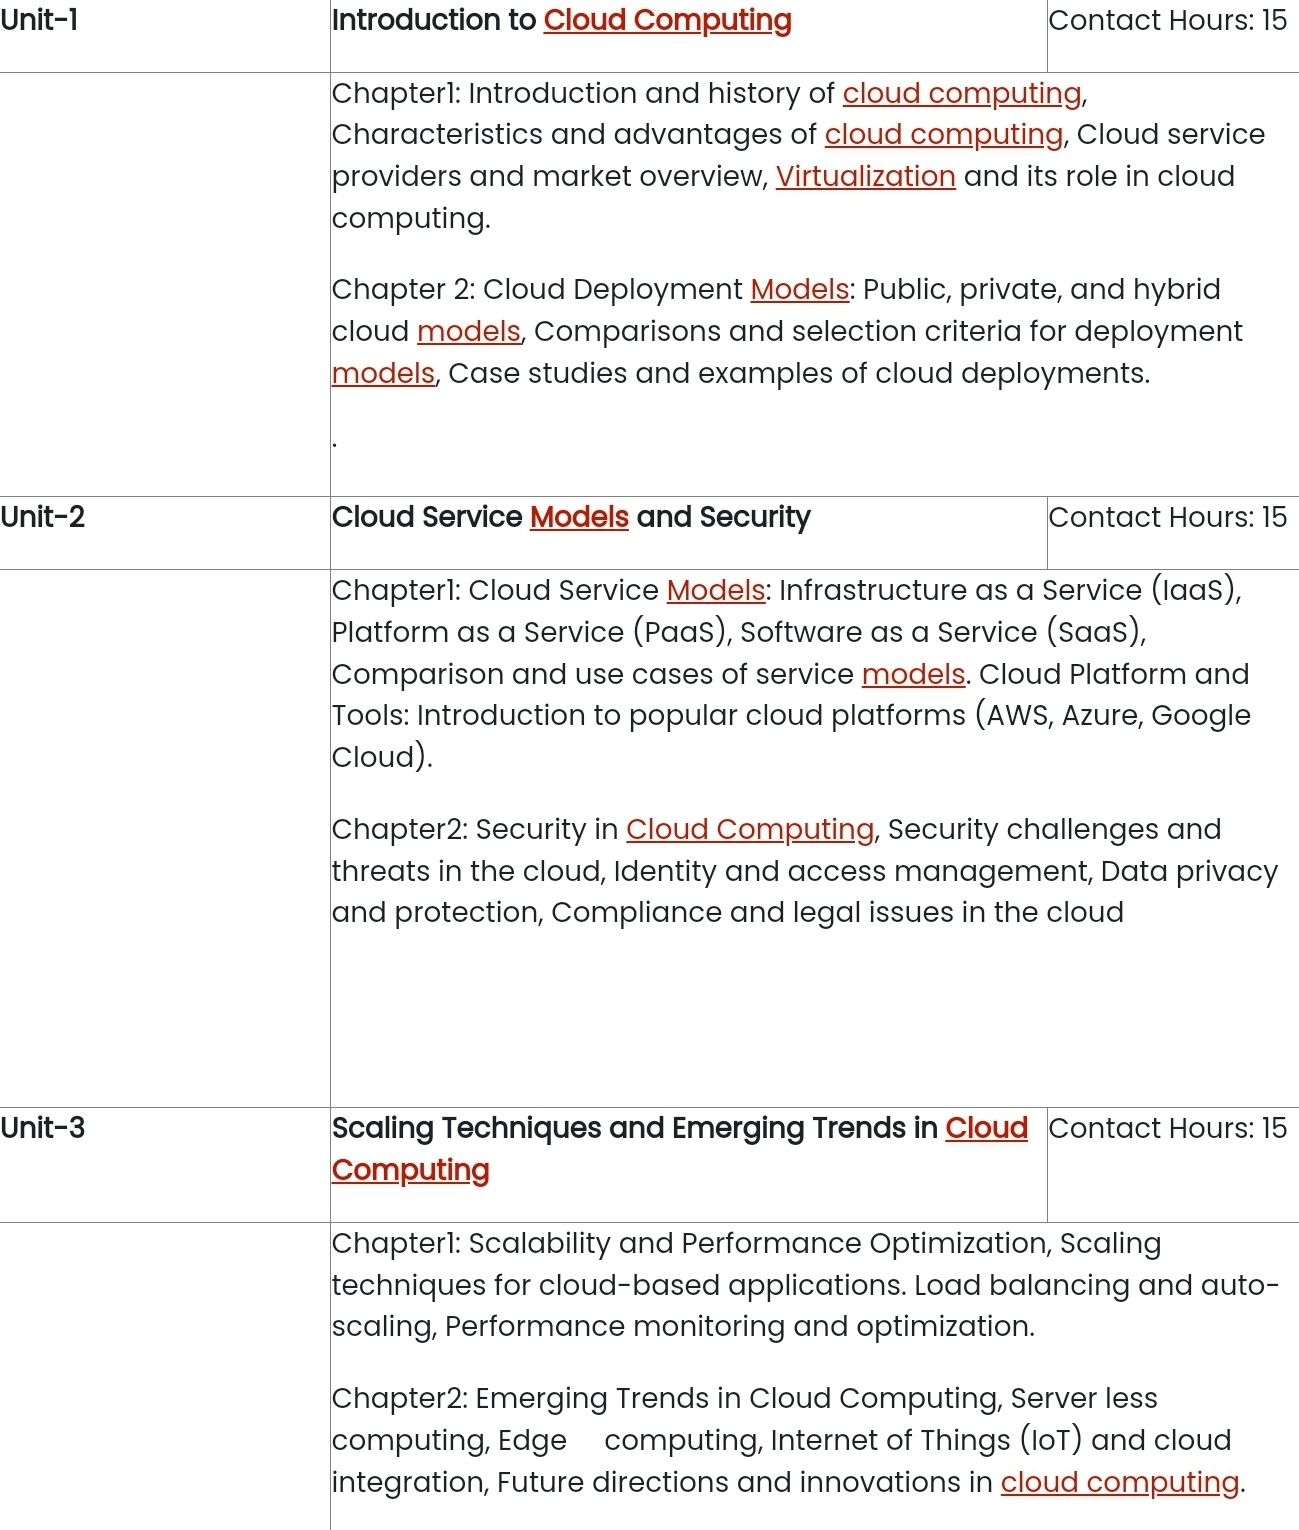 Unit-1
Introduction to Cloud Computing
Contact Hours: 15
Chapter1: Introduction and history of cloud computing,
Characteristics and advantages of cloud computing, Cloud service
providers and market overview, Virtualization and its role in cloud
computing.
Chapter 2: Cloud Deployment Models: Public, private, and hybrid
cloud models, Comparisons and selection criteria for deployment
models, Case studies and examples of cloud deployments.
.
Unit-2
Cloud Service Models and Security
Contact Hours: 15
Chapter1: Cloud Service Models: Infrastructure as a Service (IaaS),
Platform as a Service (PaaS), Software as a Service (SaaS),
Comparison and use cases of service models. Cloud Platform and
Tools: Introduction to popular cloud platforms (AWS, Azure, Google
Cloud).
Chapter2: Security in Cloud Computing, Security challenges and
threats in the cloud, Identity and access management, Data privacy
and protection, Compliance and legal issues in the cloud
Unit-3
Scaling Techniques and Emerging Trends in Cloud
Computing
Contact Hours: 15
Chapter1: Scalability and Performance Optimization, Scaling
techniques for cloud-based applications. Load balancing and auto-
scaling, Performance monitoring and optimization.
Chapter2: Emerging Trends in Cloud Computing, Server less
computing, Edge computing, Internet of Things (IoT) and cloud
integration, Future directions and innovations in cloud computing.